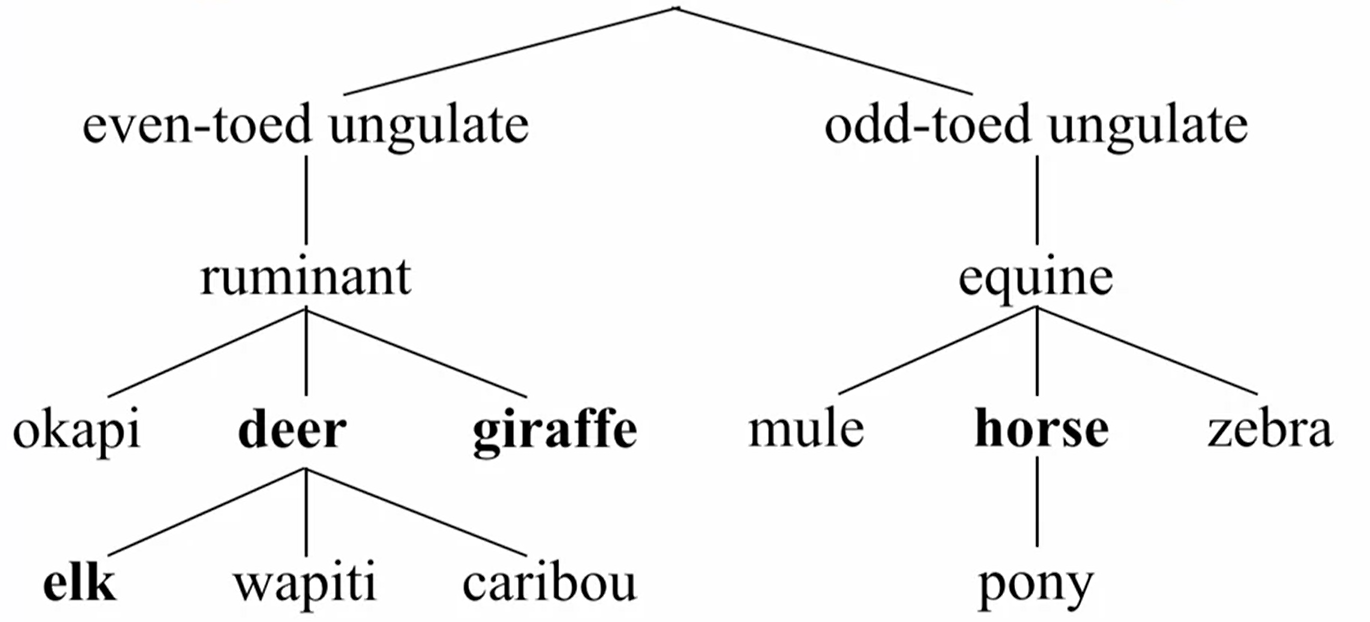 even-toed ungulate odd-toed ungulate
ruminant equine
okapi deer giraffe mule horse zebra
elk wapiti caribou pony